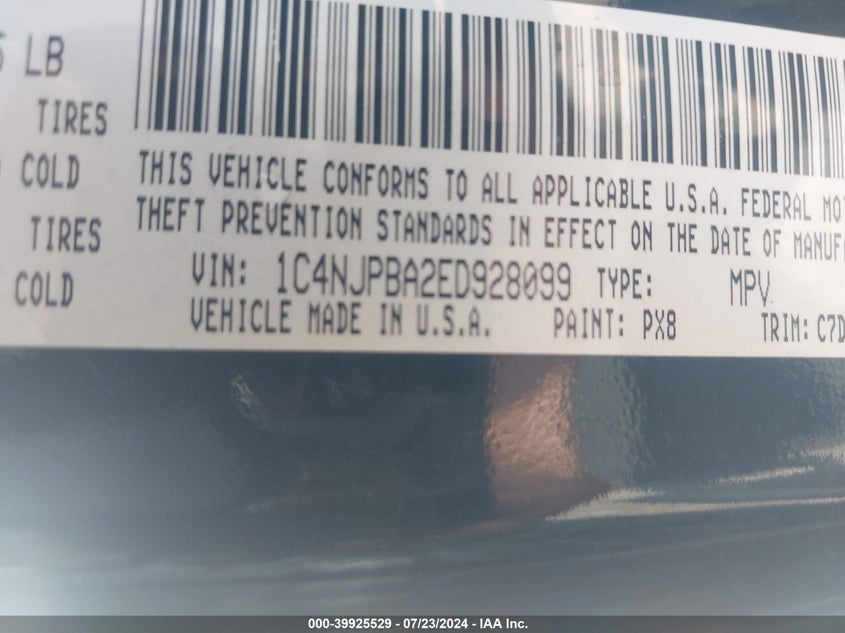 LB
TIRES
COLD
THIS VEHICLE CONFORMS TO ALL APPLICABLE U.S.A. FEDERAL
THEFT PREVENTION STANDARDS IN EFFECT ON THE DATE OF
TIRES
VIN: 1C4NJPBA2ED928099 TYPE: MPV
COLD
VEHICLE MADE IN U.S.A. PAINT: PX8 TRIM: C7D
000-39925529 / 07/23/2024 - IAA Inc.